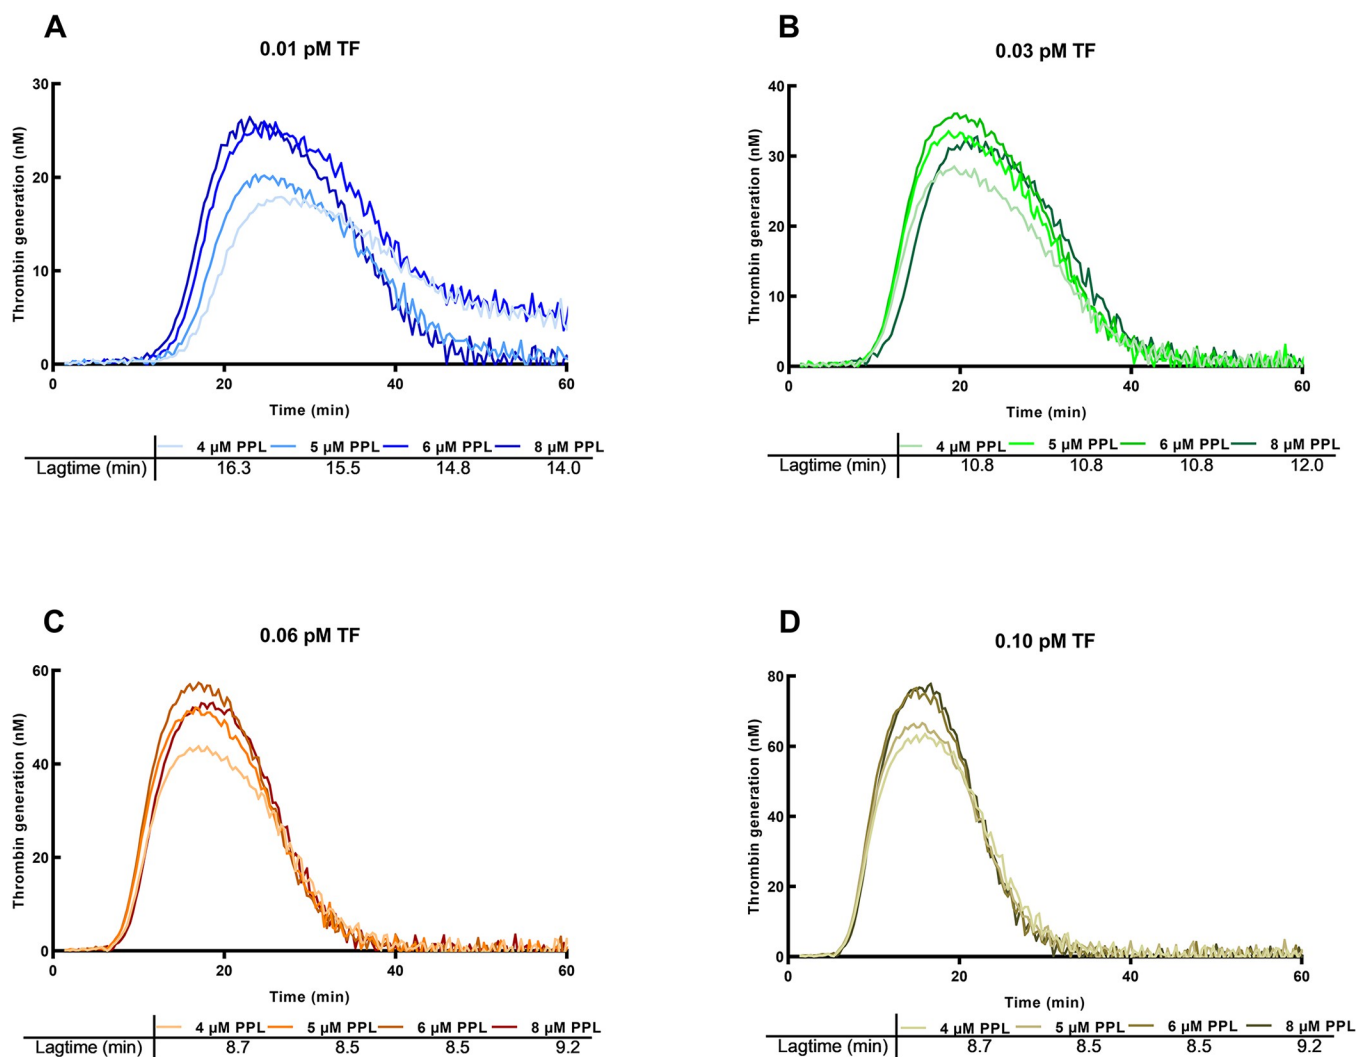 A
0.01 pM TF
30
20
10
0
0 20 40 60
Thrombin generation (nM)
Time (min)
4 µM PPL 5 µM PPL 6 µM PPL 8 µM PPL
Lagtime (min) 16.3 15.5 14.8 14.0
B
0.03 pM TF
40
30
20
10
0
0 20 40 60
Thrombin generation (nM)
Time (min)
4 µM PPL 5 µM PPL 6 µM PPL 8 µM PPL
Lagtime (min) 10.8 10.8 10.8 12.0
C
0.06 pM TF
60
40
20
0
0 20 40 60
Thrombin generation (nM)
Time (min)
4 µM PPL 5 µM PPL 6 µM PPL 8 µM PPL
Lagtime (min) 8.7 8.5 8.5 9.2
D
0.10 pM TF
80
60
40
20
0
0 20 40 60
Thrombin generation (nM)
Time (min)
4 µM PPL 5 µM PPL 6 µM PPL 8 µM PPL
Lagtime (min) 8.7 8.5 8.5 9.2